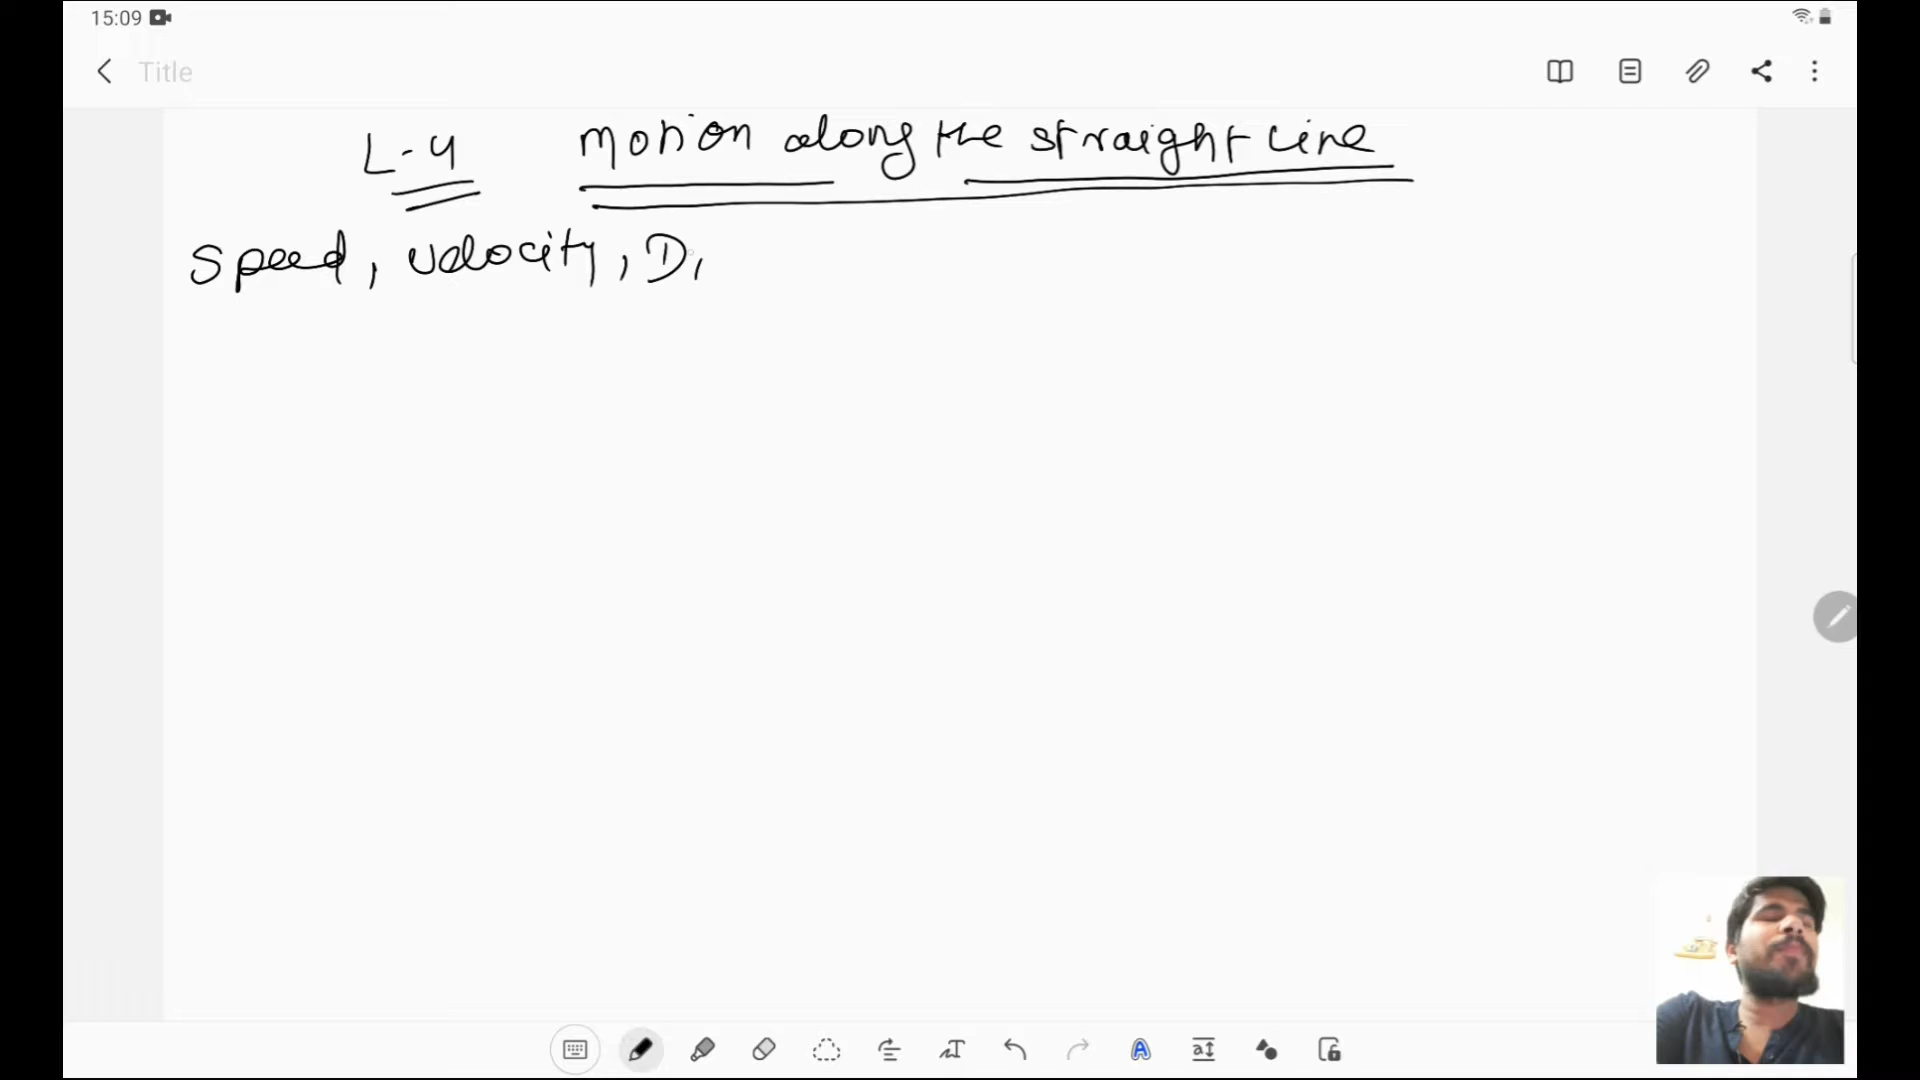 15:09
Title
L-4 motion along the straight line
speed, velocity, D,